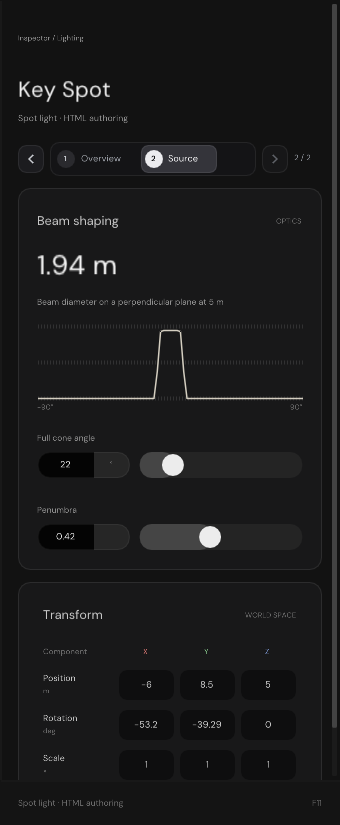 Inspector / Lighting
Key Spot
Spot light · HTML authoring
1 Overview 2 Source 2 / 2
Beam shaping OPTICS
1.94 m
Beam diameter on a perpendicular plane at 5 m
-90° 90°
Full cone angle
22 °
Penumbra
0.42
Transform WORLD SPACE
Component X Y Z
Position -6 8.5 5
m
Rotation -53.2 -39.29 0
deg
Scale 1 1 1
Spot light · HTML authoring F11